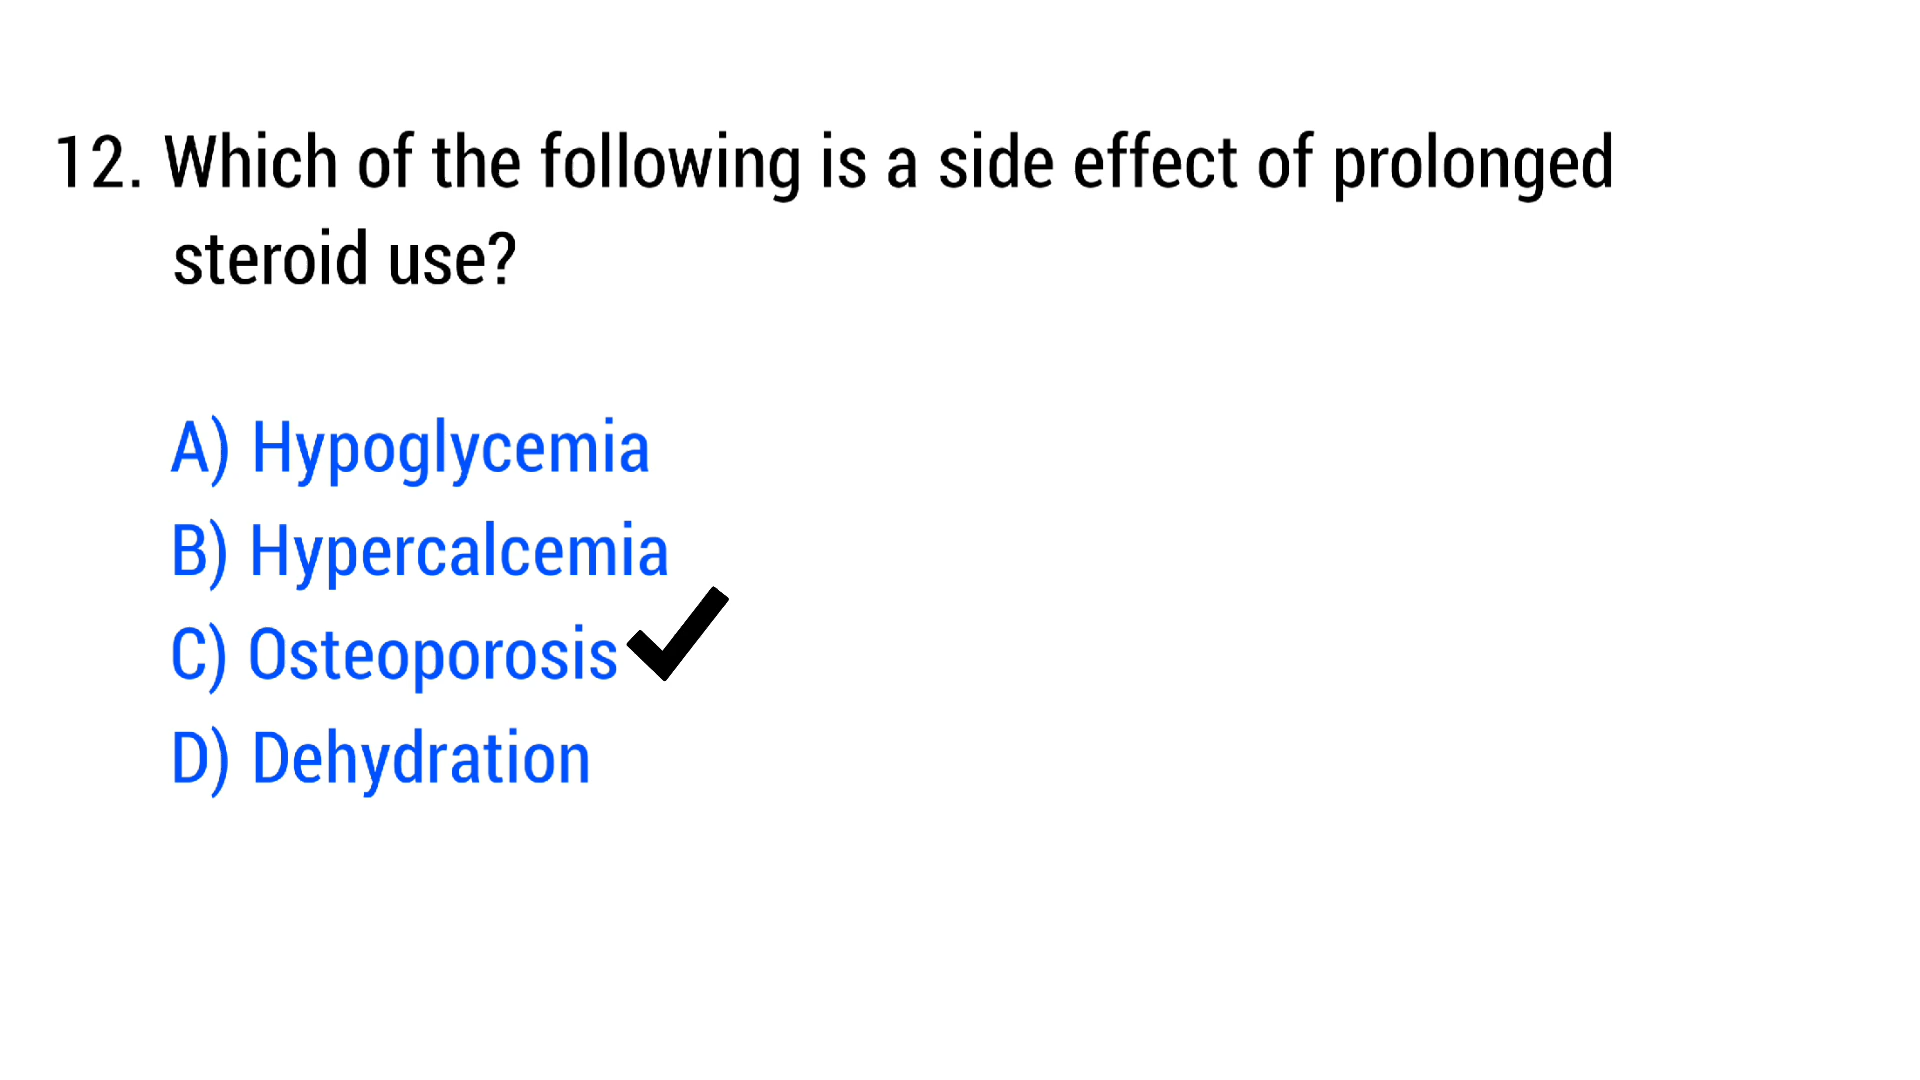 12. Which of the following is a side effect of prolonged
steroid use?
A) Hypoglycemia
B) Hypercalcemia
C) Osteoporosis
D) Dehydration